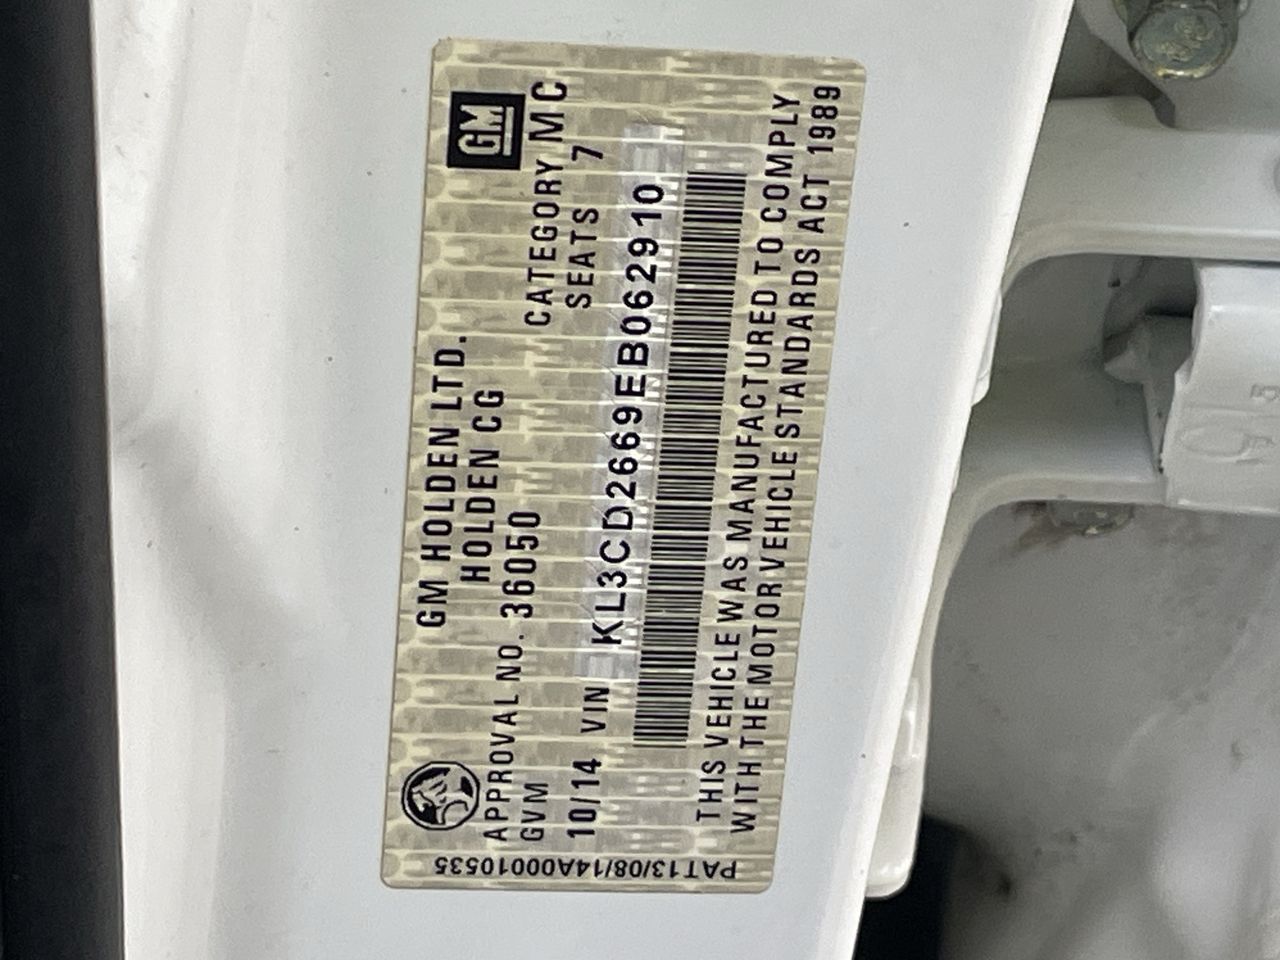 GM HOLDEN LTD.
GM
HOLDEN CG
APPROVAL NO. 36050
CATEGORY MC
GVM
SEATS 7
10/14 VIN KL3CD2669EB062910
THIS VEHICLE WAS MANUFACTURED TO COMPLY
WITH THE MOTOR VEHICLE STANDARDS ACT 1989
PAT13/08/14A00010535